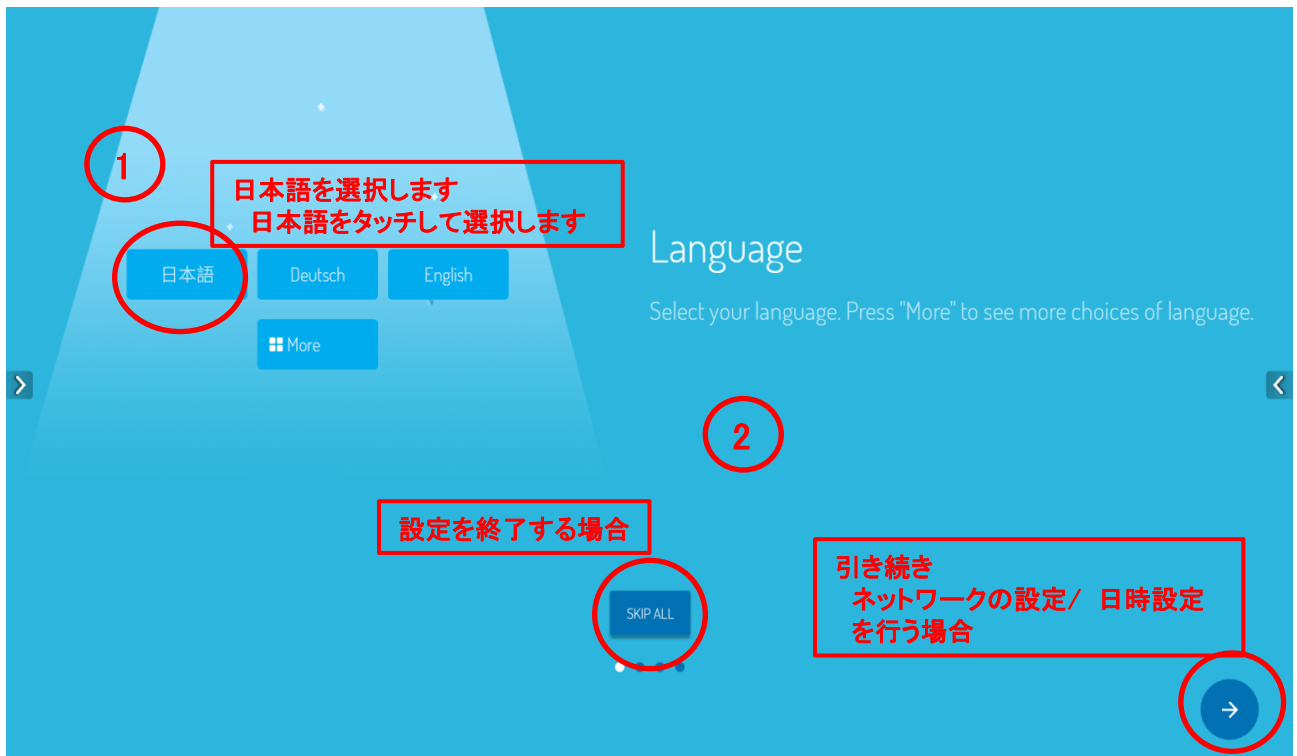 1
日本語を選択します
日本語をタッチして選択します
日本語
Deutsch
English
More
Language
Select your language. Press "More" to see more choices of language.
2
設定を終了する場合
SKIP ALL
引き続き
ネットワークの設定/ 日時設定
を行う場合